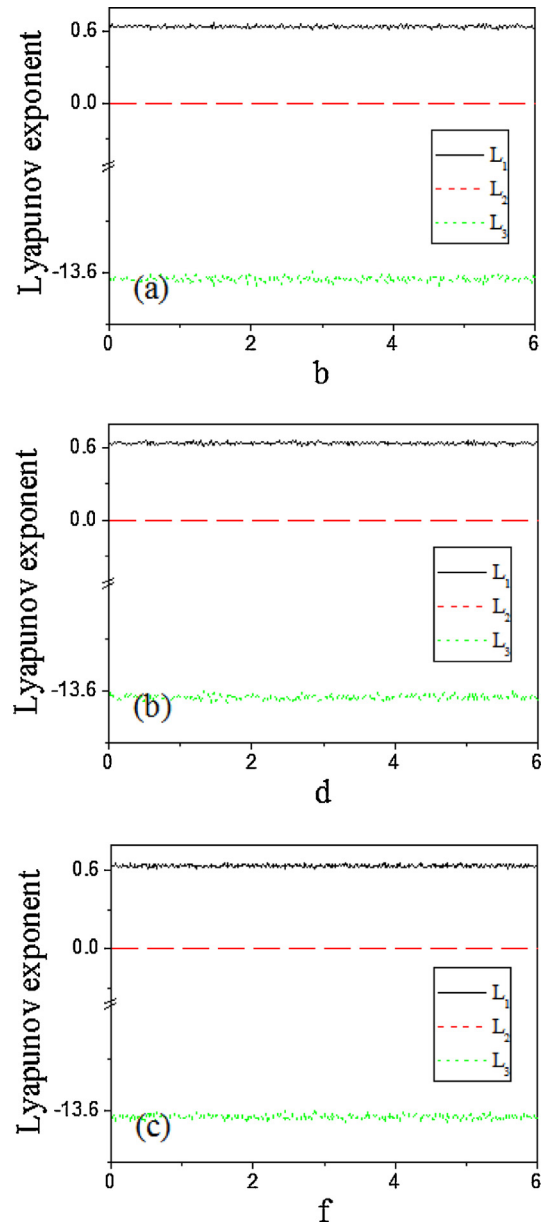 Lyapunov exponent
0.6
0.0
-13.6
L₁
L₂
L₃
(a)
0 2 4 6
b
Lyapunov exponent
0.6
0.0
-13.6
L₁
L₂
L₃
(b)
0 2 4 6
d
Lyapunov exponent
0.6
0.0
-13.6
L₁
L₂
L₃
(c)
0 2 4 6
f